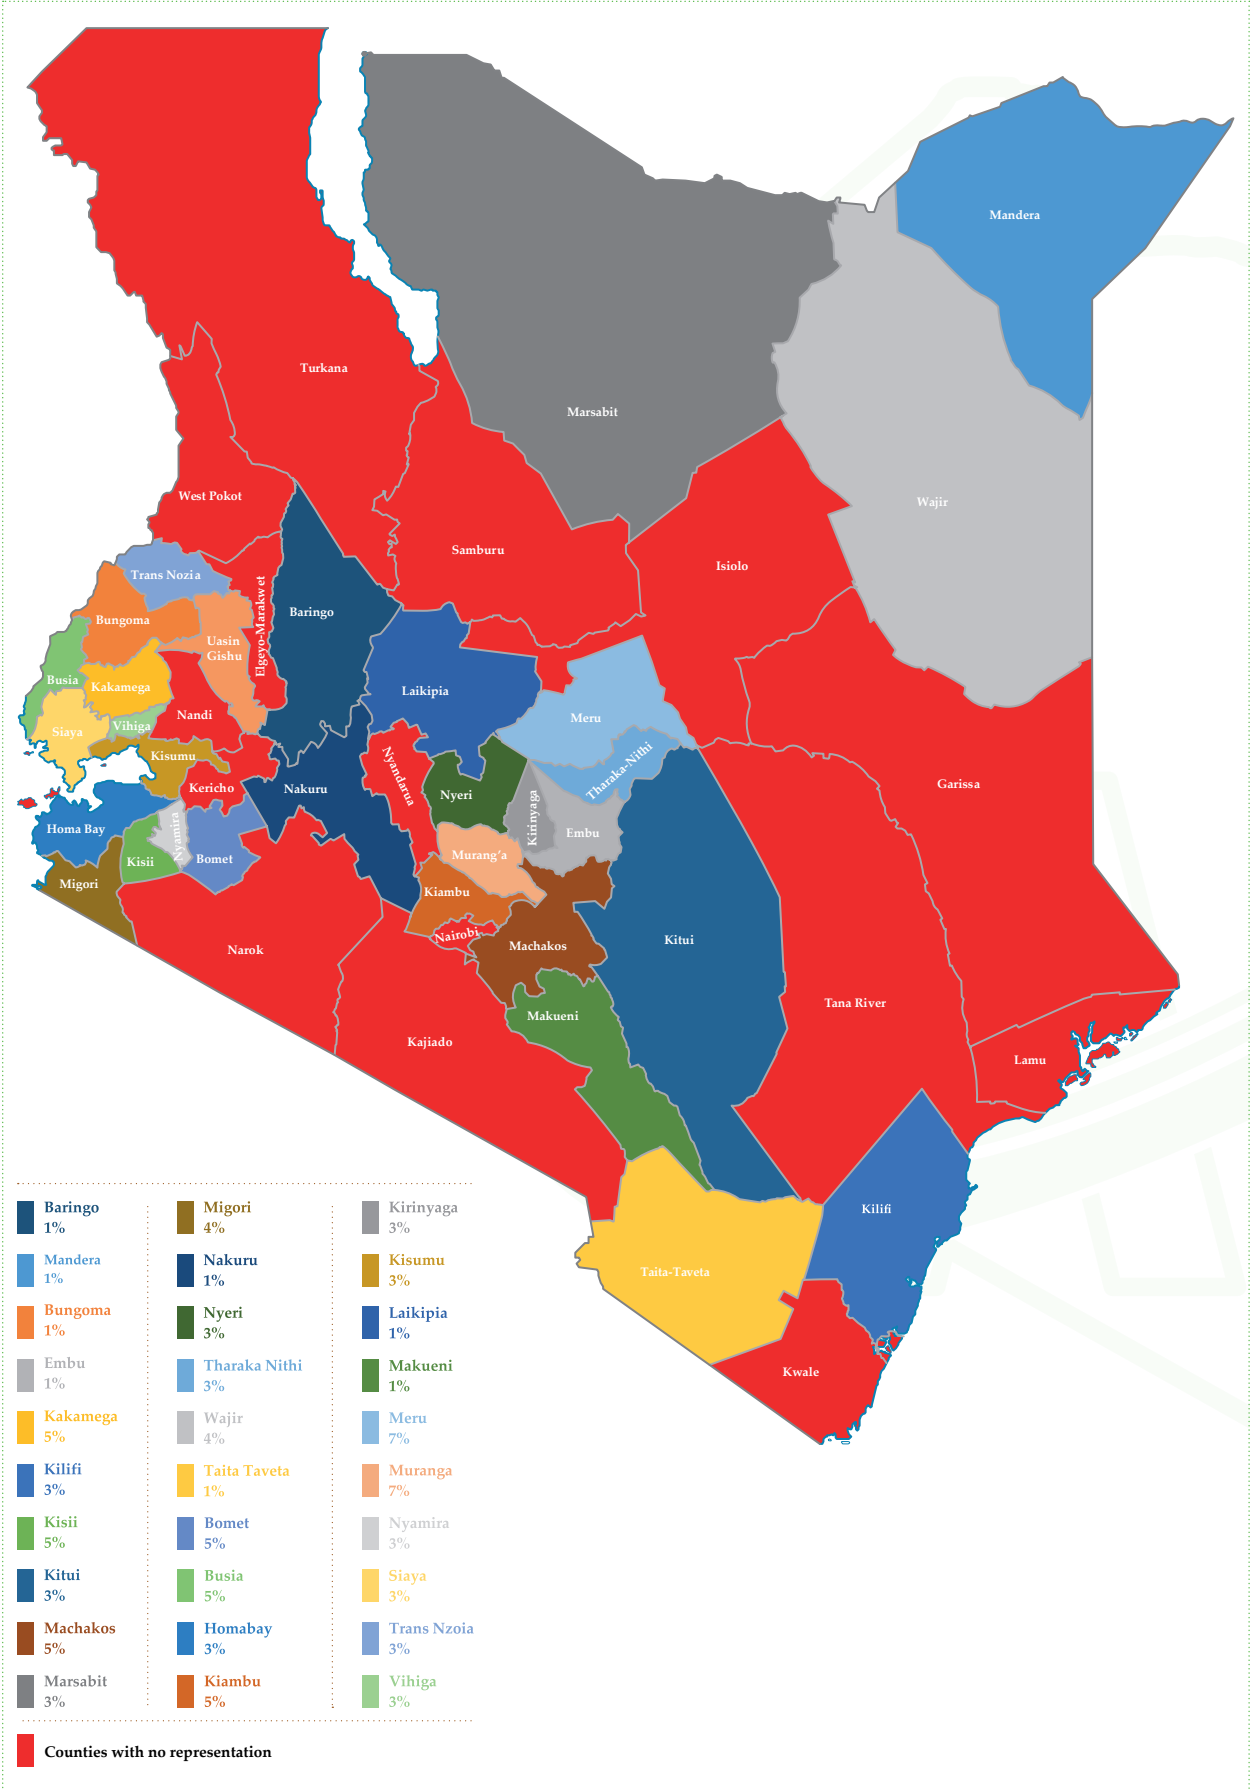 Mandera
Turkana
Marsabit
West Pokot
Wajir
Samburu
Isiolo
Trans Nozia
Elgeyo-Marakwet
Baringo
Bungoma
Uasin
Gishu
Busia
Kakamega
Laikipia
Nandi
Meru
Vihiga
Siaya
Kisumu
Tharaka-Nithi
Nyandarua
Kericho
Nakuru
Nyeri
Garissa
Kirinyaga
Homa Bay
Nyamira
Embu
Kisii
Bomet
Murang'a
Migori
Kiambu
Nairobi
Kitui
Machakos
Narok
Tana River
Makueni
Kajiado
Lamu
Kilifi
Taita-Taveta
Kwale
Baringo
1%
Mandera
1%
Bungoma
1%
Embu
1%
Kakamega
5%
Kilifi
3%
Kisii
5%
Kitui
3%
Machakos
5%
Marsabit
3%
Migori
4%
Nakuru
1%
Nyeri
3%
Tharaka Nithi
3%
Wajir
4%
Taita Taveta
1%
Bomet
5%
Busia
5%
Homabay
3%
Kiambu
5%
Kirinyaga
3%
Kisumu
3%
Laikipia
1%
Makueni
1%
Meru
7%
Muranga
7%
Nyamira
3%
Siaya
3%
Trans Nzoia
3%
Vihiga
3%
Counties with no representation